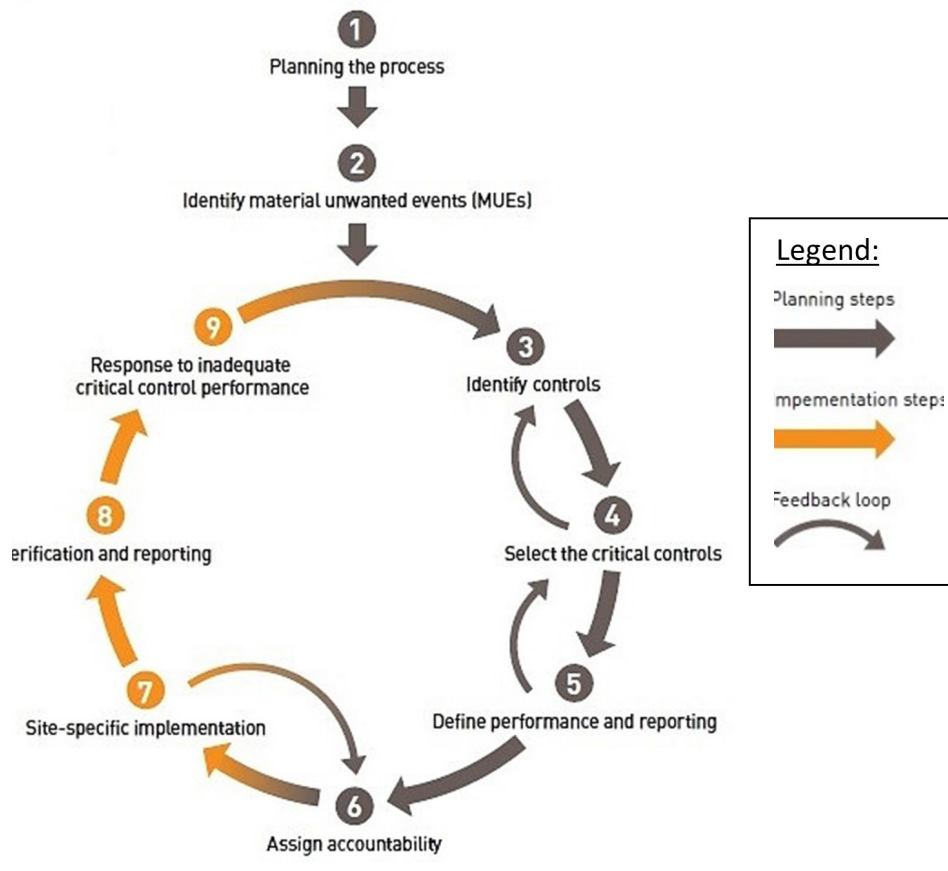 1
Planning the process
2
Identify material unwanted events (MUEs)
Legend:
Planning steps
mpementation steps
Feedback loop
9
Response to inadequate
critical control performance
3
Identify controls
8
erification and reporting
4
Select the critical controls
7
Site-specific implementation
5
Define performance and reporting
6
Assign accountability